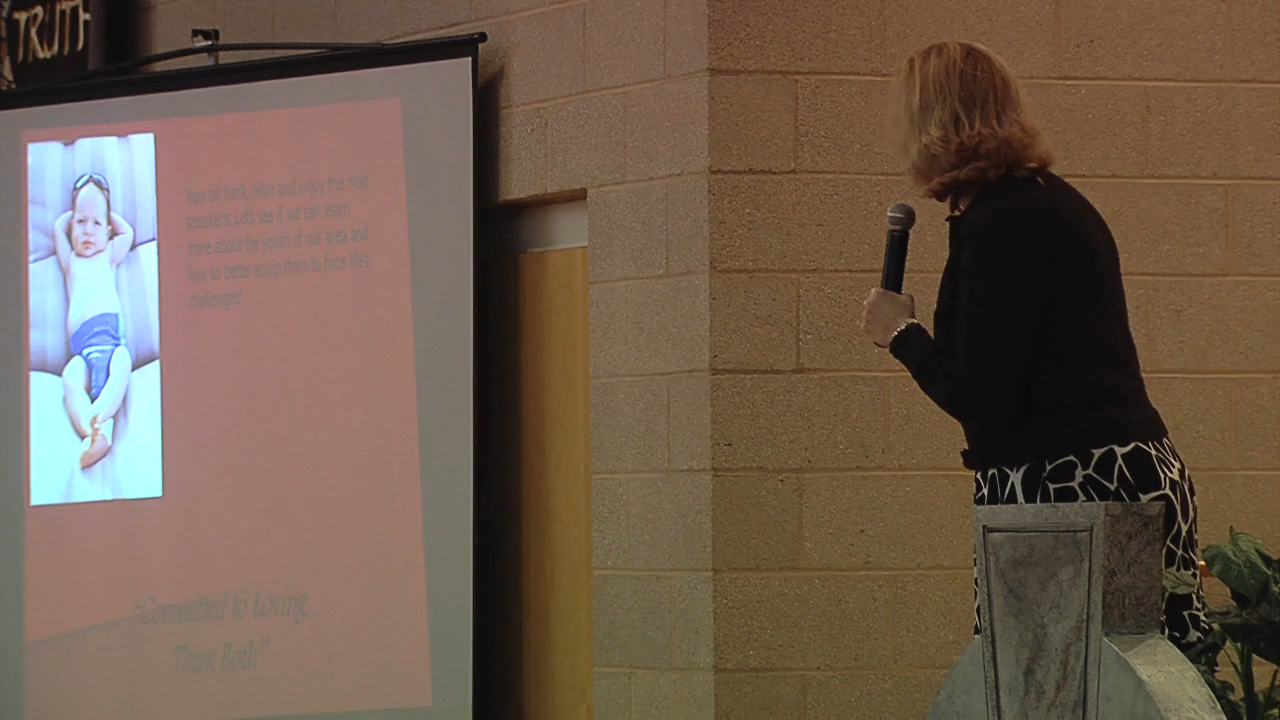 TRUTH
Now sit back, relax and enjoy the next
speakers. Let's see if we can learn
more about the youth of our area and
how to better equip them to face life's
challenges!
"Committed to Loving
Them Both"